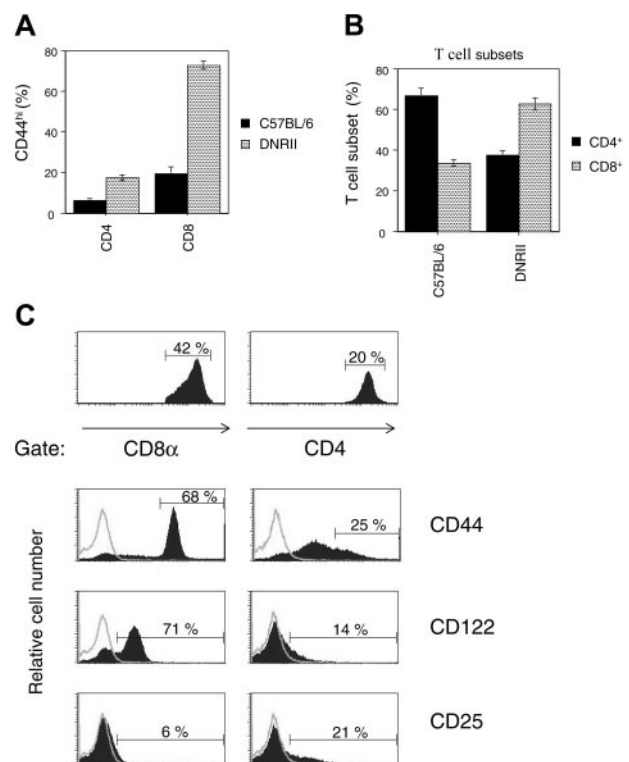 A
CD44hi (%)
80
60
40
20
0
CD4
CD8
C57BL/6
DNRII
B
T cell subsets
T cell subset (%)
80
60
40
20
0
C57BL/6
DNRII
CD4+
CD8+
C
42 %
20 %
Gate:
CD8α
CD4
Relative cell number
68 %
25 %
CD44
71 %
14 %
CD122
6 %
21 %
CD25